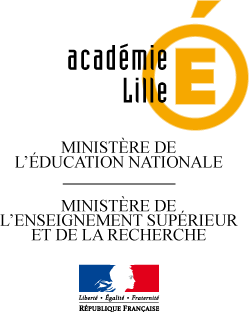 académie
Lille
É
MINISTÈRE DE
L'ÉDUCATION NATIONALE
MINISTÈRE DE
L'ENSEIGNEMENT SUPÉRIEUR
ET DE LA RECHERCHE
Liberté • Égalité • Fraternité
RÉPUBLIQUE FRANÇAISE